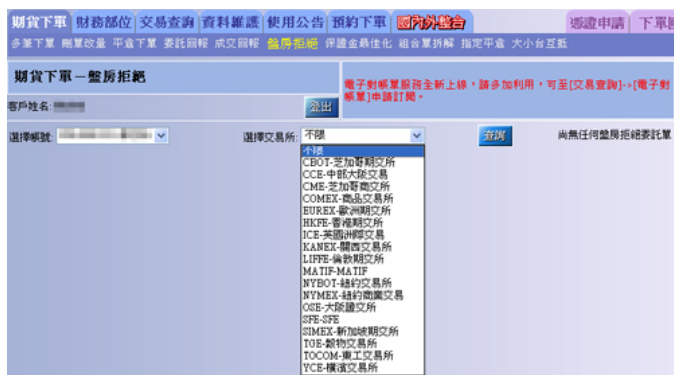 期貨下單 財務部位 交易查詢 資料維護 使用公告 預約下單 國內外整合 憑證申請 下單
多筆下單 刪單改量 平倉下單 委託回報 成交回報 盤房拒絕 保證金最佳化 組合單拆解 指定平倉 大小台互抵
期貨下單－盤房拒絕
電子對帳單服務全新上線，請多加利用，可至[交易查詢]->[電子對帳單]申請訂閱。
客戶姓名:
登出
選擇帳號: 選擇交易所: 不限 查詢 尚無任何盤房拒絕委託單
不限
CBOT-芝加哥期交所
CCE-中部大阪交易
CME-芝加哥商交所
COMEX-商品交易所
EUREX-歐洲期交所
HKFE-香港期交所
ICE-英國洲際交易
KANEX-關西交易所
LIFFE-倫敦期交所
MATIF-MATIF
NYBOT-紐約交易所
NYMEX-紐約商業交易
OSE-大阪證交所
SFE-SFE
SIMEX-新加坡期交所
TGE-穀物交易所
TOCOM-東工交易所
YCE-橫濱交易所